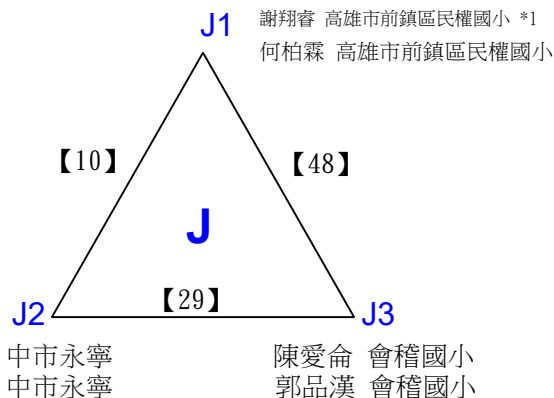 J1
謝翔睿 高雄市前鎮區民權國小 *1
何柏霖 高雄市前鎮區民權國小
【10】
【48】
J
【29】
J2
J3
中市永寧
陳愛侖 會稽國小
中市永寧
郭品漢 會稽國小